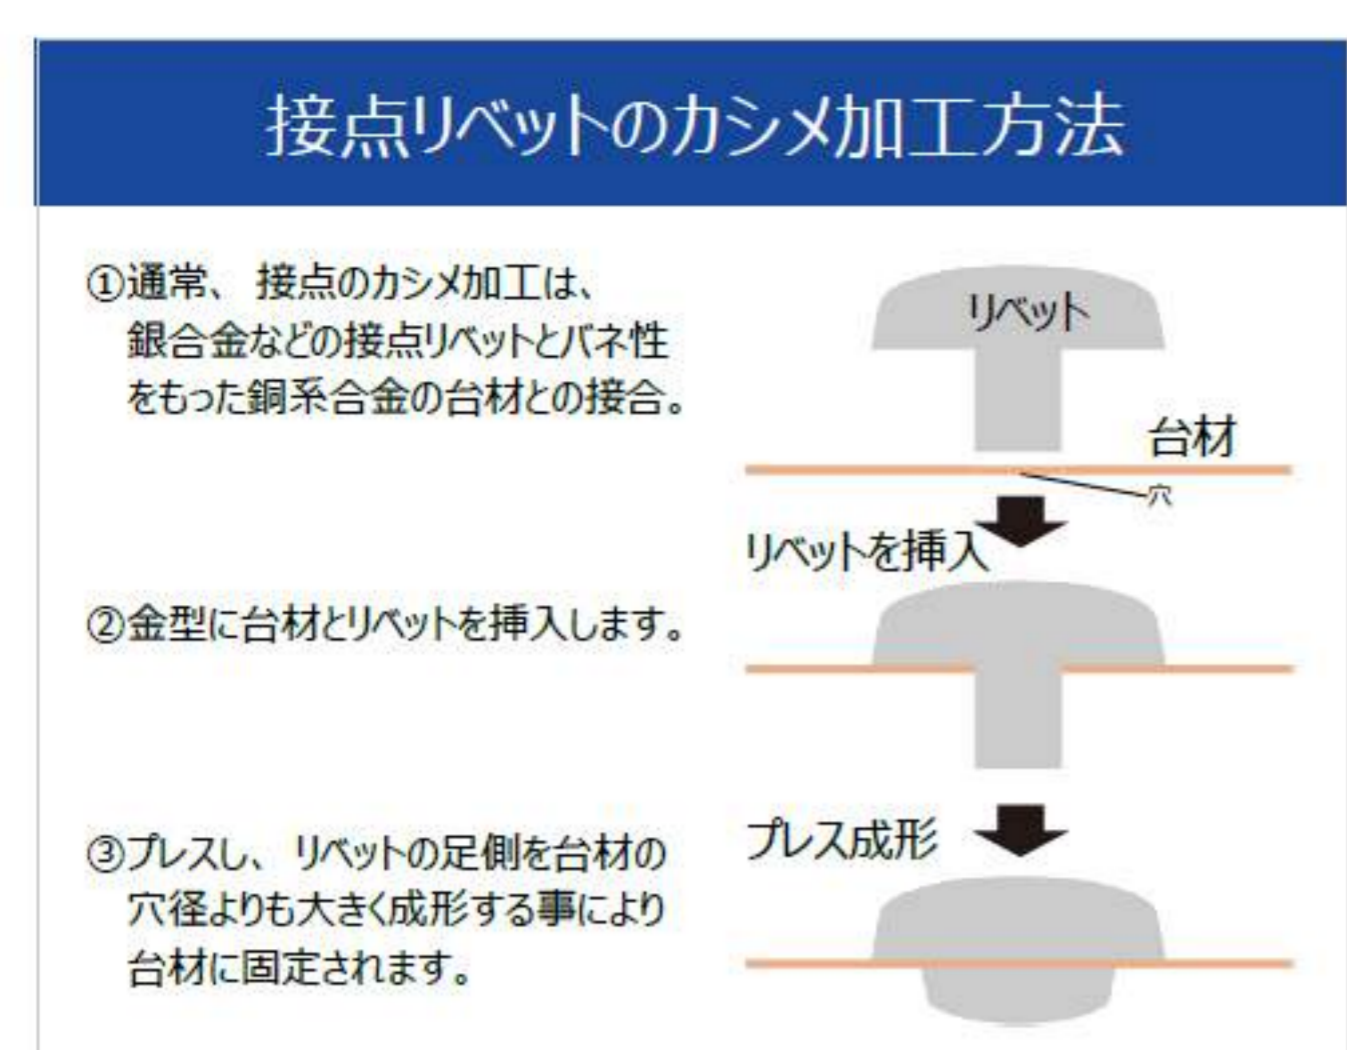 接点リベットのカシメ加工方法
①通常、 接点のカシメ加工は、
銀合金などの接点リベットとバネ性
をもった銅系合金の台材との接合。
リベット
台材
穴
リベットを挿入
②金型に台材とリベットを挿入します。
プレス成形
③プレスし、 リベットの足側を台材の
穴径よりも大きく成形する事により
台材に固定されます。